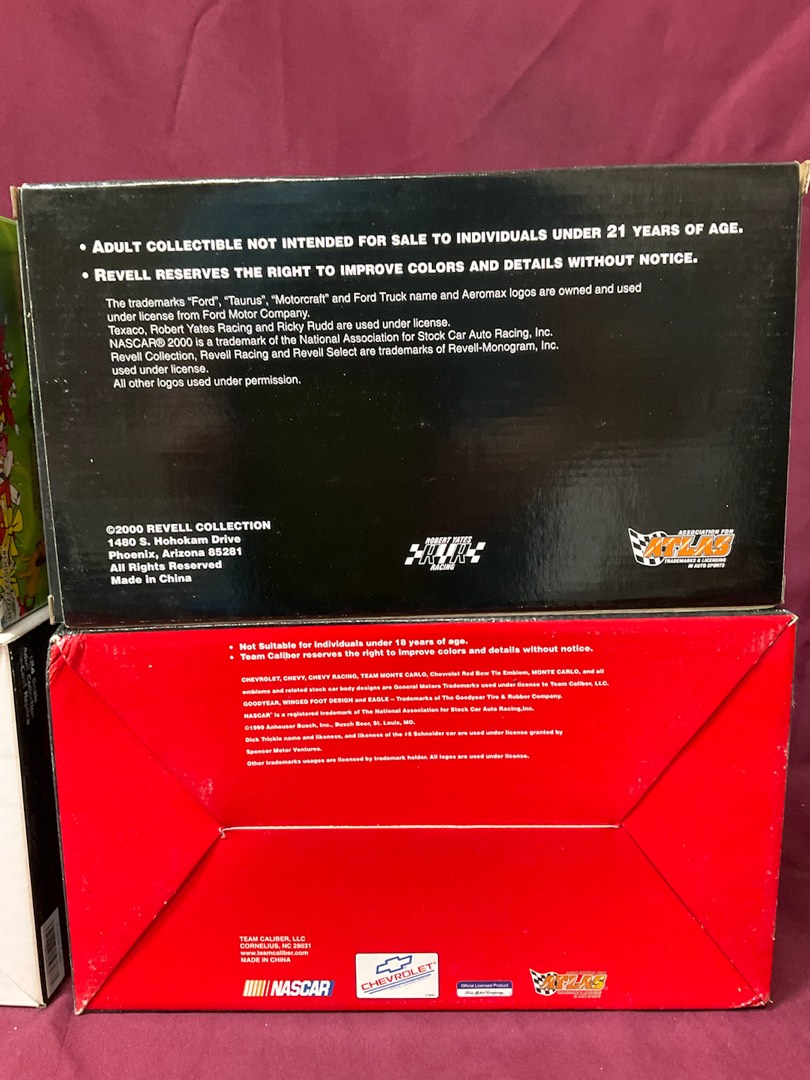 • ADULT COLLECTIBLE NOT INTENDED FOR SALE TO INDIVIDUALS UNDER 21 YEARS OF AGE.
• REVELL RESERVES THE RIGHT TO IMPROVE COLORS AND DETAILS WITHOUT NOTICE.
The trademarks "Ford", "Taurus", "Motorcraft" and Ford Truck name and Aeromax logos are owned and used
under license from Ford Motor Company.
Texaco, Robert Yates Racing and Ricky Rudd are used under license.
NASCAR® 2000 is a trademark of the National Association for Stock Car Auto Racing, Inc.
Revell Collection, Revell Racing and Revell Select are trademarks of Revell-Monogram, Inc.
used under license.
All other logos used under permission.
©2000 REVELL COLLECTION
1480 S. Hohokam Drive
Phoenix, Arizona 85281
All Rights Reserved
Made in China
ROBERT YATES
RYR
RACING
ASSOCIATION FOR
ATLAS
TRADEMARKS & LICENSING
IN AUTO SPORTS
• Not Suitable for individuals under 18 years of age.
• Team Caliber reserves the right to improve colors and details without notice.
CHEVROLET, CHEVY, CHEVY RACING, TEAM MONTE CARLO, Chevrolet Red Bow Tie Emblem, MONTE CARLO, and all
emblems and related stock car body designs are General Motors Trademarks used under license to Team Caliber, LLC.
GOODYEAR, WINGED FOOT DESIGN and EAGLE – Trademarks of The Goodyear Tire & Rubber Company.
NASCAR® is a registered trademark of The National Association for Stock Car Auto Racing,Inc.
©1999 Anheuser Busch, Inc., Busch Beer, St. Louis, MO.
Dick Trickle name and likeness, and likeness of the #5 Schneider car are used under license granted by
Spencer Motor Ventures.
Other trademarks usages are licensed by trademark holder. All logos are used under license.
TEAM CALIBER, LLC
CORNELIUS, NC 28031
www.teamcaliber.com
MADE IN CHINA
NASCAR
CHEVROLET
Official Licensed Product
ATLAS